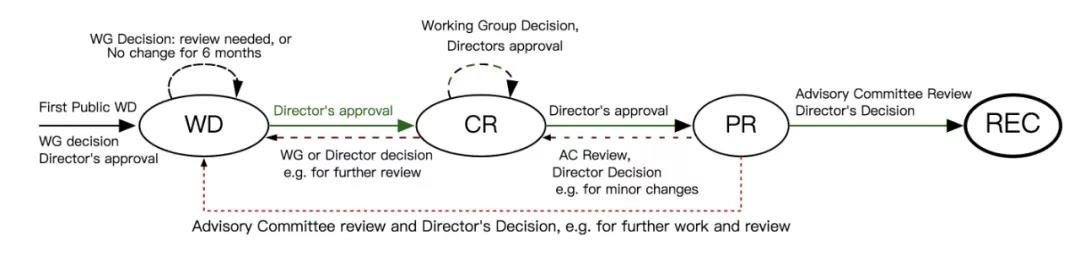 WG Decision: review needed, or
No change for 6 months
Working Group Decision,
Directors approval
First Public WD
WG decision
Director's approval
WD
Director's approval
WG or Director decision
e.g. for further review
CR
Director's approval
AC Review,
Director Decision
e.g. for minor changes
PR
Advisory Committee Review
Director's Decision
REC
Advisory Committee review and Director's Decision, e.g. for further work and review